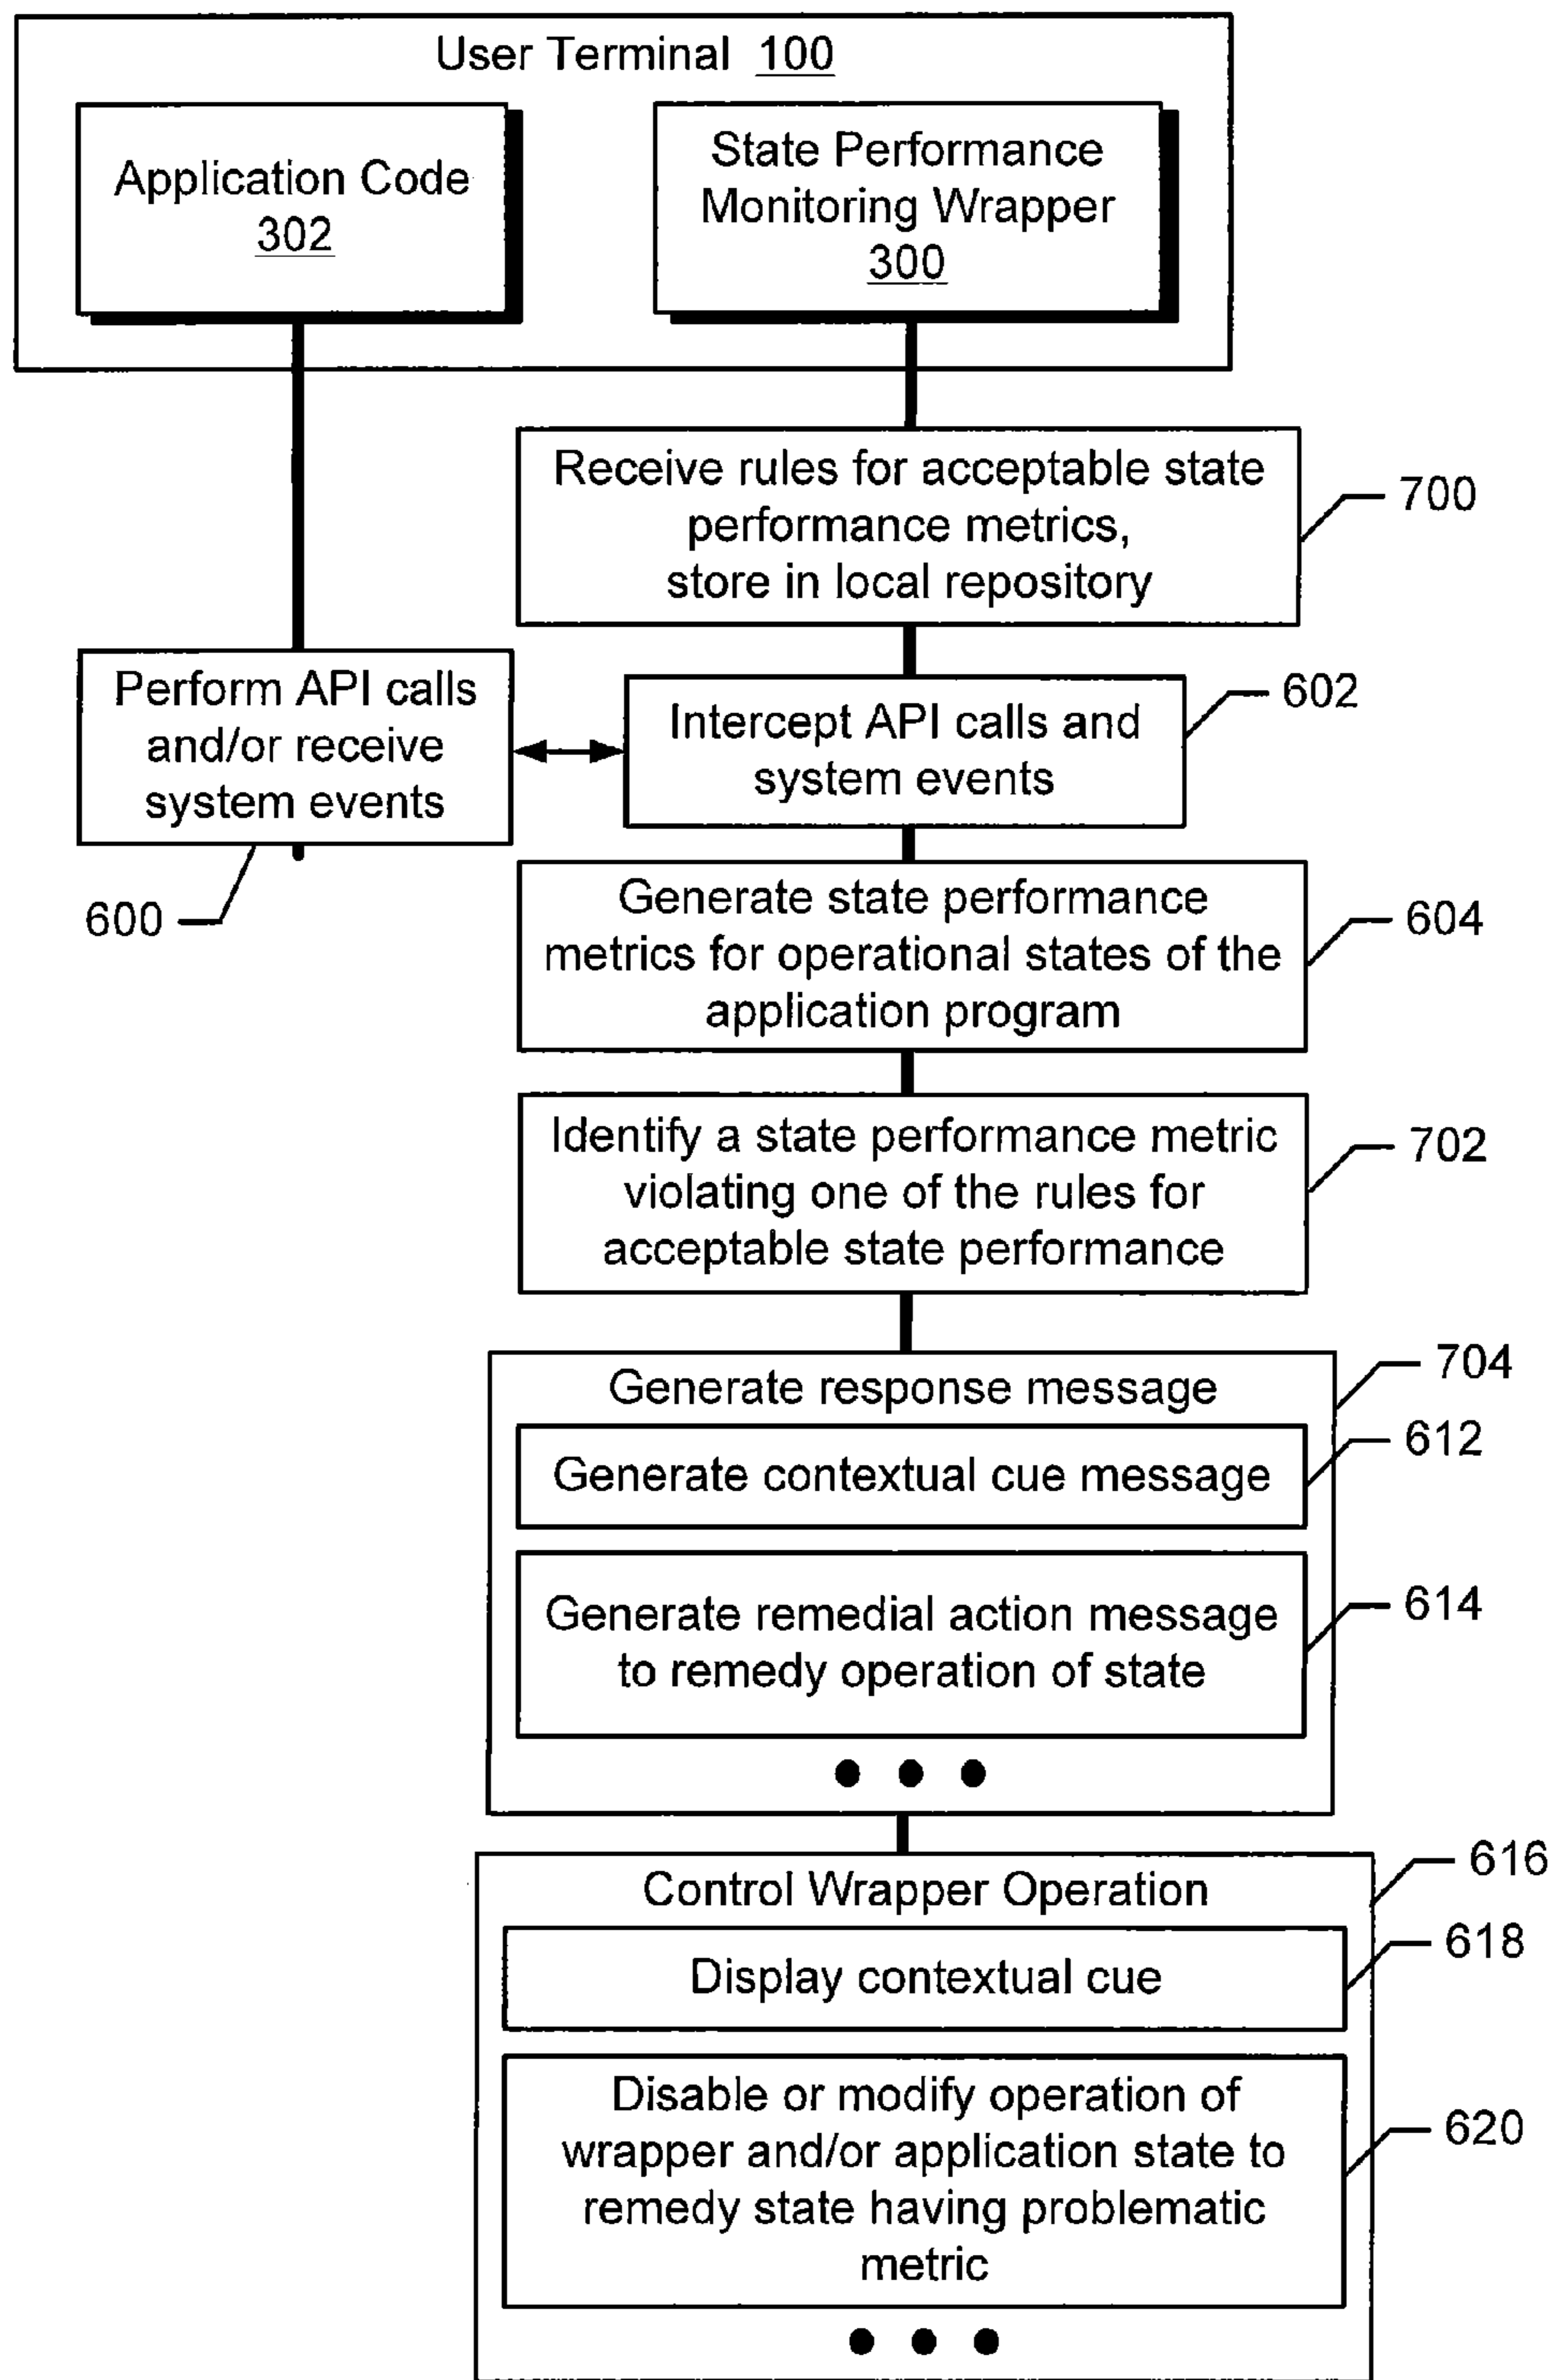 User Terminal 100
Application Code
302
State Performance
Monitoring Wrapper
300
Receive rules for acceptable state
performance metrics,
store in local repository
700
Perform API calls
and/or receive
system events
600
Intercept API calls and
system events
602
Generate state performance
metrics for operational states of the
application program
604
Identify a state performance metric
violating one of the rules for
acceptable state performance
702
Generate response message
704
Generate contextual cue message
612
Generate remedial action message
to remedy operation of state
614
Control Wrapper Operation
616
Display contextual cue
618
Disable or modify operation of
wrapper and/or application state to
remedy state having problematic
metric
620